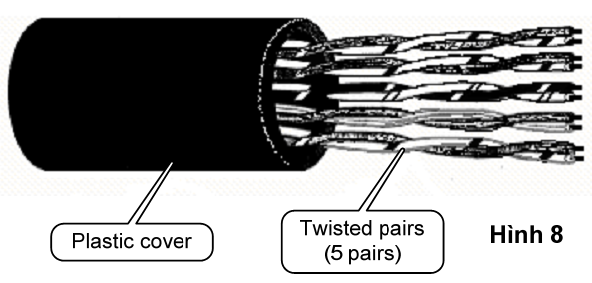 Plastic cover
Twisted pairs
(5 pairs)
Hình 8